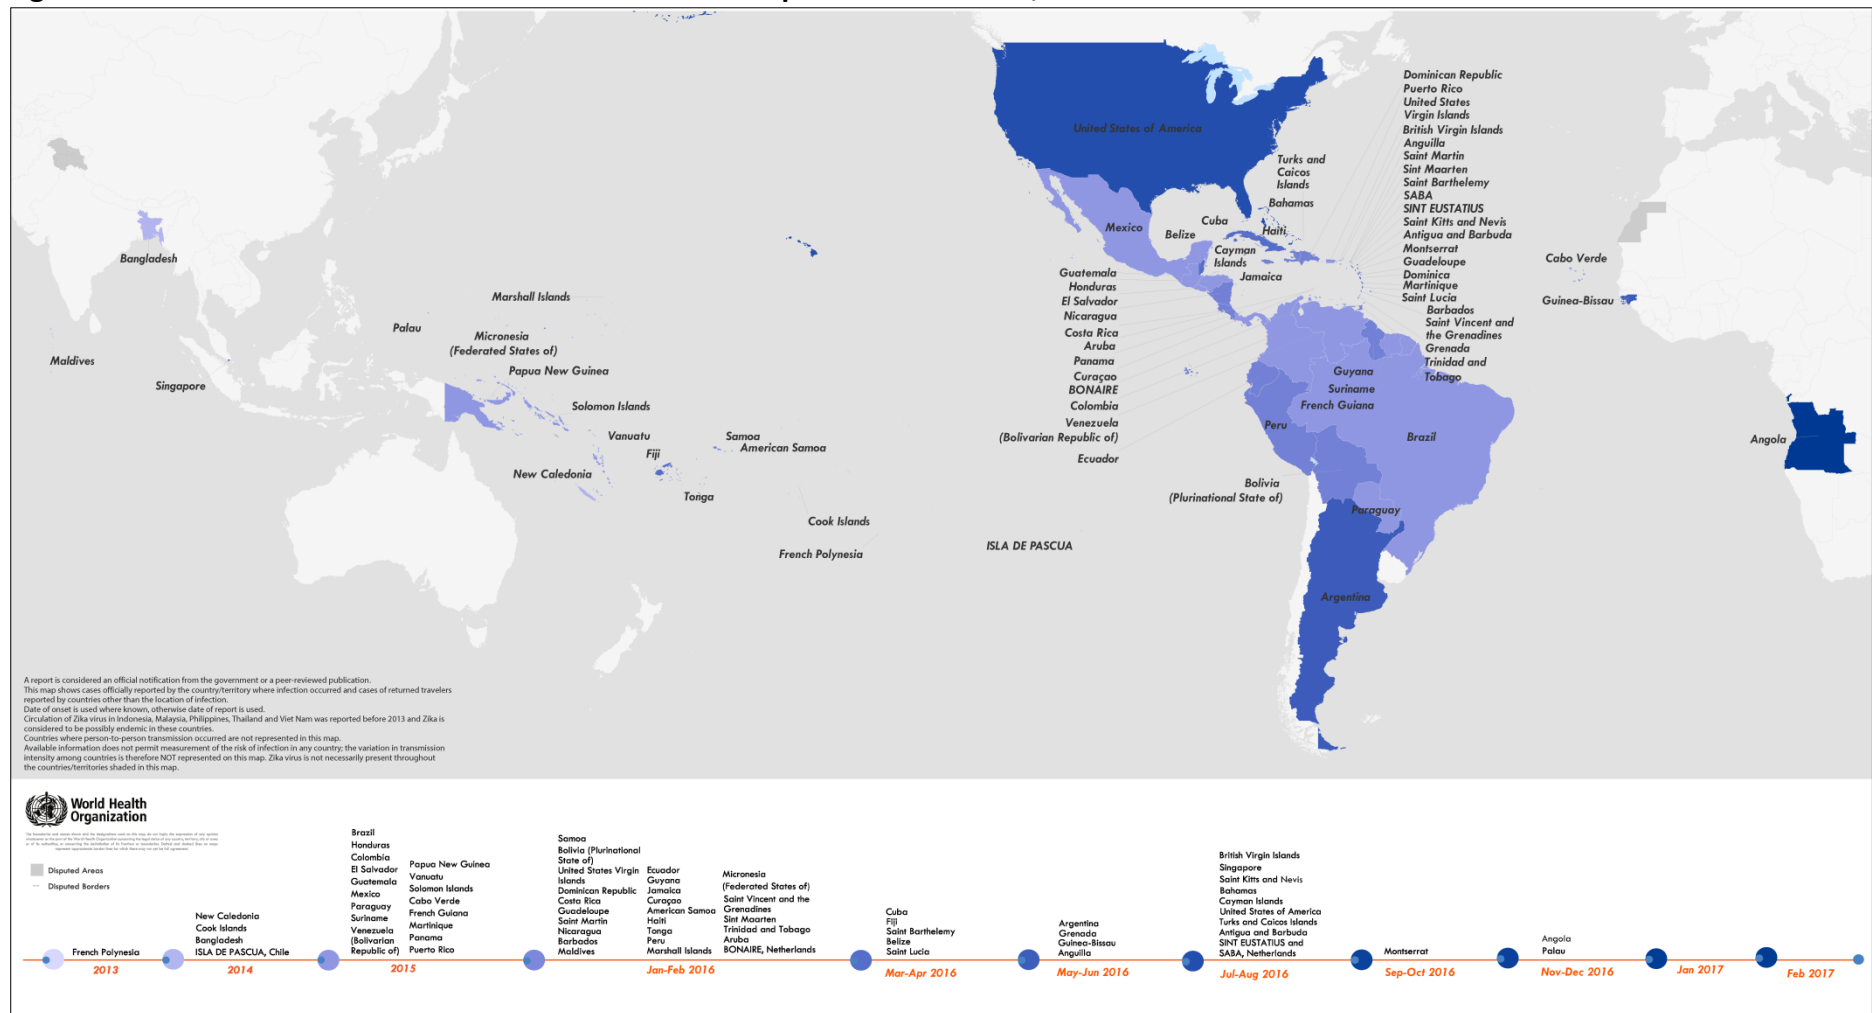 United States of America
Mexico
Turks and
Caicos
Islands
Bahamas
Cuba
Belize
Haiti
Cayman
Islands
Jamaica
Dominican Republic
Puerto Rico
United States
Virgin Islands
British Virgin Islands
Anguilla
Saint Martin
Sint Maarten
Saint Barthelemy
SABA
SINT EUSTATIUS
Saint Kitts and Nevis
Antigua and Barbuda
Montserrat
Guadeloupe
Dominica
Martinique
Saint Lucia
Barbados
Saint Vincent and
the Grenadines
Grenada
Trinidad and
Tobago
Cabo Verde
Guinea-Bissau
Angola
Bangladesh
Maldives
Singapore
Marshall Islands
Palau
Micronesia
(Federated States of)
Papua New Guinea
Solomon Islands
Vanuatu
Fiji
Samoa
American Samoa
New Caledonia
Tonga
Cook Islands
French Polynesia
ISLA DE PASCUA
Guatemala
Honduras
El Salvador
Nicaragua
Costa Rica
Aruba
Panama
Curaçao
BONAIRE
Colombia
Venezuela
(Bolivarian Republic of)
Ecuador
Guyana
Suriname
French Guiana
Peru
Brazil
Bolivia
(Plurinational State of)
Paraguay
Argentina
A report is considered an official notification from the government or a peer-reviewed publication.
This map shows cases officially reported by the country/territory where infection occurred and cases of returned travelers
reported by countries other than the location of infection.
Date of onset is used where known, otherwise date of report is used.
Circulation of Zika virus in Indonesia, Malaysia, Philippines, Thailand and Viet Nam was reported before 2013 and Zika is
considered to be possibly endemic in these countries.
Countries where person-to-person transmission occurred are not represented in this map.
Available information does not permit measurement of the risk of infection in any country; the variation in transmission
intensity among countries is therefore NOT represented on this map. Zika virus is not necessarily present throughout
the countries/territories shaded in this map.
World Health
Organization
Disputed Areas
Disputed Borders
French Polynesia
2013
New Caledonia
Cook Islands
Bangladesh
ISLA DE PASCUA, Chile
2014
Brazil
Honduras
Colombia
El Salvador
Guatemala
Mexico
Paraguay
Suriname
Venezuela
(Bolivarian
Republic of)
Papua New Guinea
Vanuatu
Solomon Islands
Cabo Verde
French Guiana
Martinique
Panama
Puerto Rico
2015
Samoa
Bolivia (Plurinational
State of)
United States Virgin
Islands
Dominican Republic
Costa Rica
Guadeloupe
Saint Martin
Nicaragua
Barbados
Maldives
Ecuador
Guyana
Jamaica
Curaçao
American Samoa
Haiti
Tonga
Peru
Marshall Islands
Micronesia
(Federated States of)
Saint Vincent and the
Grenadines
Sint Maarten
Trinidad and Tobago
Aruba
BONAIRE, Netherlands
Jan-Feb 2016
Cuba
Fiji
Saint Barthelemy
Belize
Saint Lucia
Mar-Apr 2016
Argentina
Grenada
Guinea-Bissau
Anguilla
May-Jun 2016
British Virgin Islands
Singapore
Saint Kitts and Nevis
Bahamas
Cayman Islands
United States of America
Turks and Caicos Islands
Antigua and Barbuda
SINT EUSTATIUS and
SABA, Netherlands
Jul-Aug 2016
Montserrat
Sep-Oct 2016
Angola
Palau
Nov-Dec 2016
Jan 2017
Feb 2017